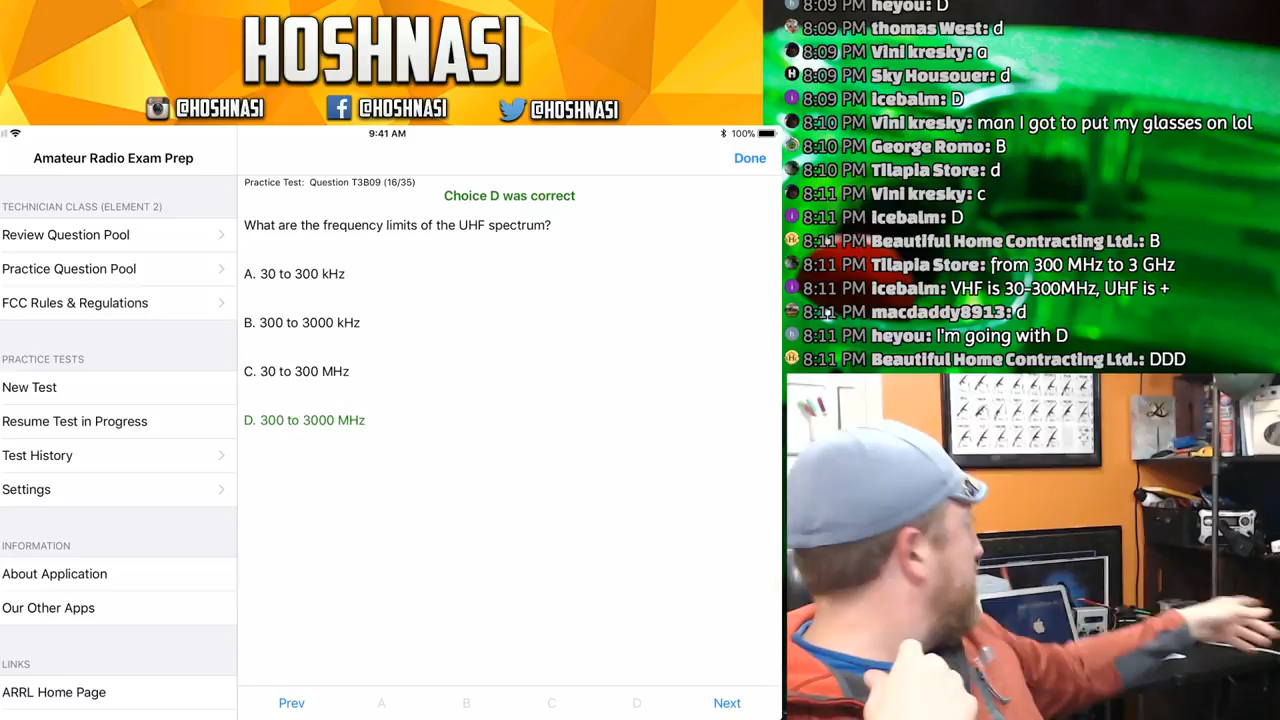 HOSHNASI
@HOSHNASI
@HOSHNASI
@HOSHNASI
9:41 AM
100%
Amateur Radio Exam Prep
Done
TECHNICIAN CLASS (ELEMENT 2)
Review Question Pool
Practice Question Pool
FCC Rules & Regulations
PRACTICE TESTS
New Test
Resume Test in Progress
Test History
Settings
INFORMATION
About Application
Our Other Apps
LINKS
ARRL Home Page
Practice Test: Question T3B09 (16/35)
Choice D was correct
What are the frequency limits of the UHF spectrum?
A. 30 to 300 kHz
B. 300 to 3000 kHz
C. 30 to 300 MHz
D. 300 to 3000 MHz
Prev
A
B
C
D
Next
8:09 PM heyou: D
8:09 PM thomas West: d
8:09 PM Vini kresky: a
8:09 PM Sky Housouer: d
8:09 PM icebalm: D
8:10 PM Vini kresky: man I got to put my glasses on lol
8:10 PM George Romo: B
8:10 PM Tilapia Store: d
8:11 PM Vini kresky: c
8:11 PM icebalm: D
8:11 PM Beautiful Home Contracting Ltd.: B
8:11 PM Tilapia Store: from 300 MHz to 3 GHz
8:11 PM icebalm: VHF is 30-300MHz, UHF is +
8:11 PM macdaddy8913: d
8:11 PM heyou: I'm going with D
8:11 PM Beautiful Home Contracting Ltd.: DDD